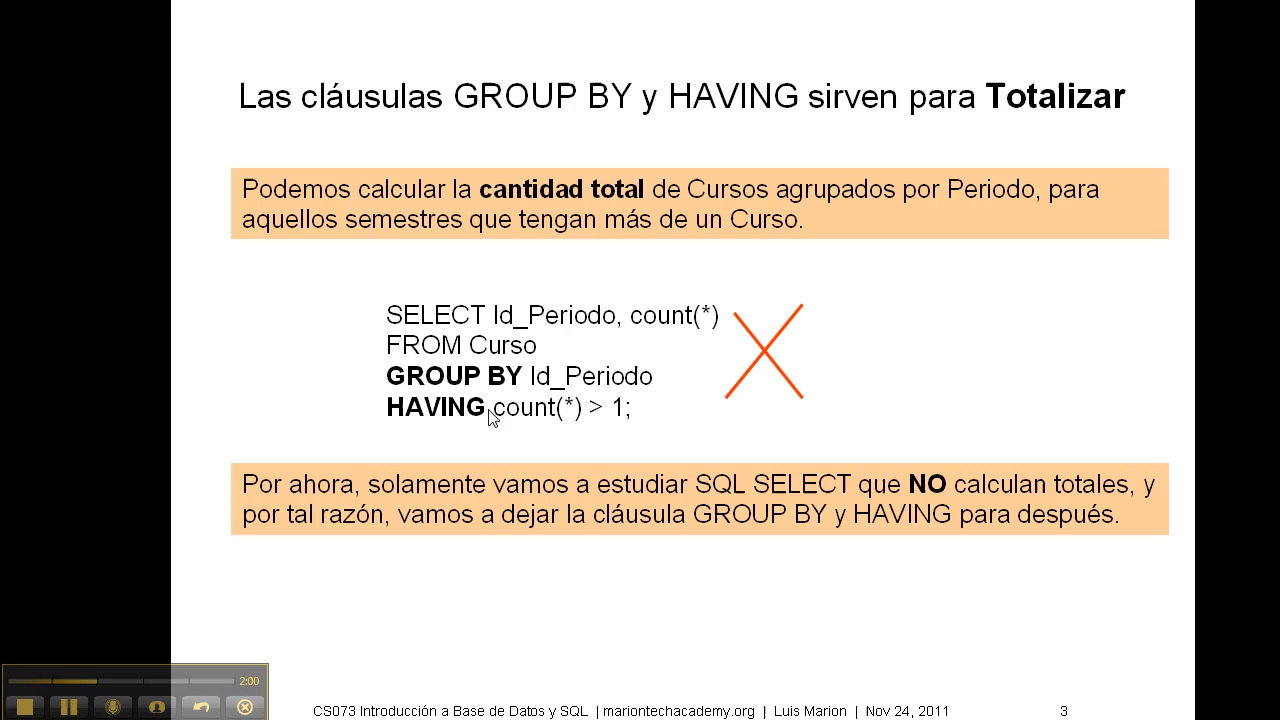 Las cláusulas GROUP BY y HAVING sirven para Totalizar
Podemos calcular la cantidad total de Cursos agrupados por Periodo, para
aquellos semestres que tengan más de un Curso.
SELECT Id_Periodo, count(*)
FROM Curso
GROUP BY Id_Periodo
HAVING count(*) > 1;
Por ahora, solamente vamos a estudiar SQL SELECT que NO calculan totales, y
por tal razón, vamos a dejar la cláusula GROUP BY y HAVING para después.
2:00
CS073 Introducción a Base de Datos y SQL | mariontechacademy.org | Luis Marion | Nov 24, 2011 3